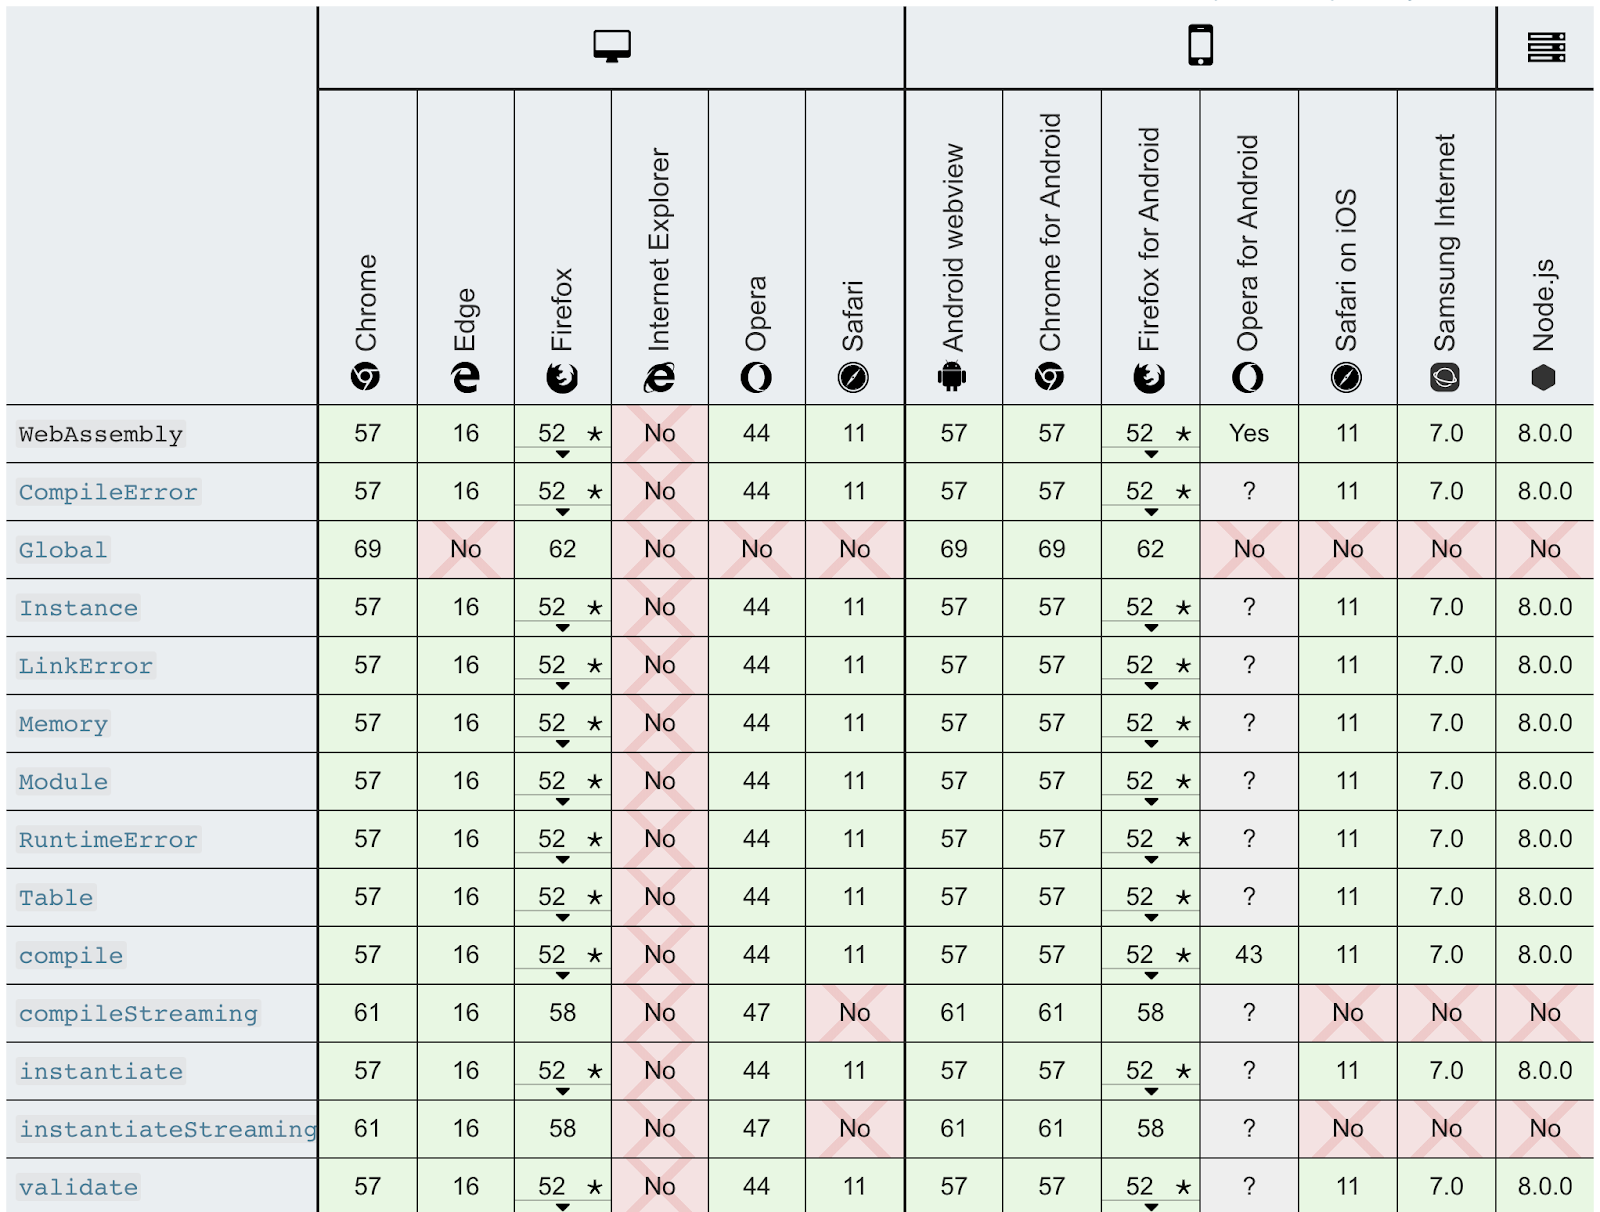 Chrome
Edge
Firefox
Internet Explorer
Opera
Safari
Android webview
Chrome for Android
Firefox for Android
Opera for Android
Safari on iOS
Samsung Internet
Node.js
WebAssembly 57 16 52 * No 44 11 57 57 52 * Yes 11 7.0 8.0.0
CompileError 57 16 52 * No 44 11 57 57 52 * ? 11 7.0 8.0.0
Global 69 No 62 No No No 69 69 62 No No No No
Instance 57 16 52 * No 44 11 57 57 52 * ? 11 7.0 8.0.0
LinkError 57 16 52 * No 44 11 57 57 52 * ? 11 7.0 8.0.0
Memory 57 16 52 * No 44 11 57 57 52 * ? 11 7.0 8.0.0
Module 57 16 52 * No 44 11 57 57 52 * ? 11 7.0 8.0.0
RuntimeError 57 16 52 * No 44 11 57 57 52 * ? 11 7.0 8.0.0
Table 57 16 52 * No 44 11 57 57 52 * ? 11 7.0 8.0.0
compile 57 16 52 * No 44 11 57 57 52 * 43 11 7.0 8.0.0
compileStreaming 61 16 58 No 47 No 61 61 58 ? No No No
instantiate 57 16 52 * No 44 11 57 57 52 * ? 11 7.0 8.0.0
instantiateStreaming 61 16 58 No 47 No 61 61 58 ? No No No
validate 57 16 52 * No 44 11 57 57 52 * ? 11 7.0 8.0.0